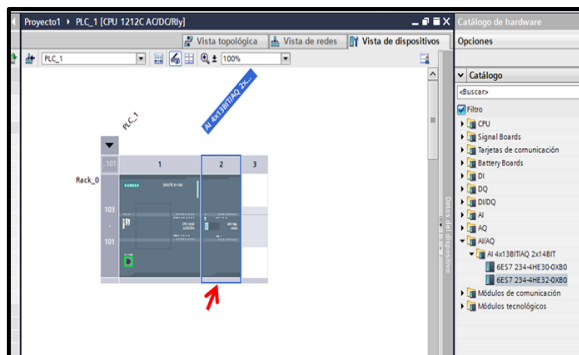 Proyecto1 ▸ PLC_1 [CPU 1212C AC/DC/Rly]
Catálogo de hardware
Vista topológica
Vista de redes
Vista de dispositivos
Opciones
PLC_1
100%
Catálogo
<Buscar>
Filtro
CPU
Signal Boards
Tarjetas de comunicación
Battery Boards
DI
DQ
DI/DQ
AI
AQ
AI/AQ
AI 4x13BIT/AQ 2x14BIT
6ES7 234-4HE30-0XB0
6ES7 234-4HE32-0XB0
Módulos de comunicación
Módulos tecnológicos
PLC_1
AI 4x13BIT/AQ 2x...
...101
1
2
3
Rack_0
SIEMENS
103
101